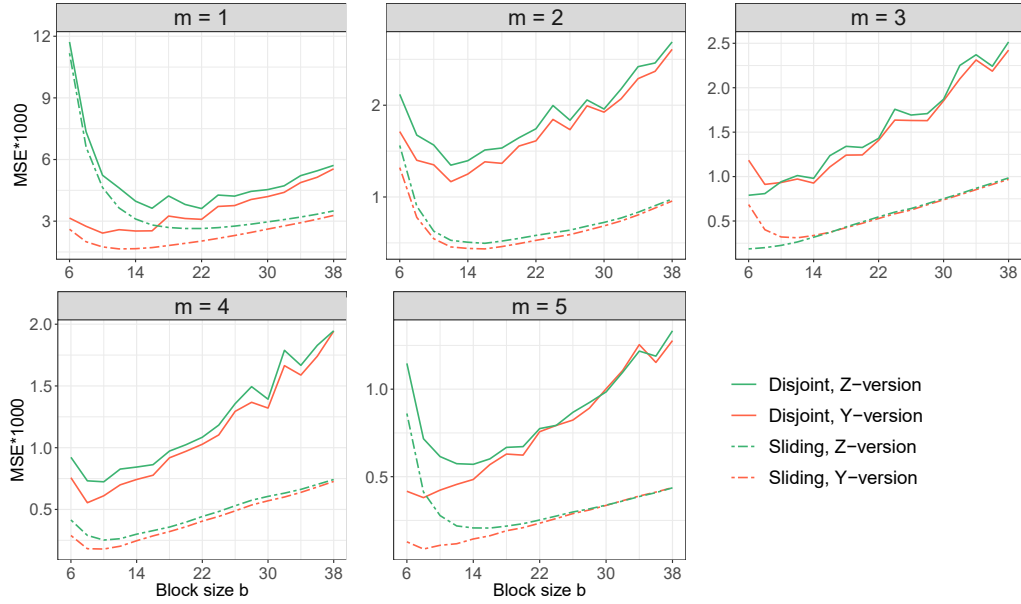 m = 1
m = 2
m = 3
MSE*1000
12
9
6
3
6 14 22 30 38
2
1
6 14 22 30 38
2.5
2.0
1.5
1.0
0.5
6 14 22 30 38
m = 4
m = 5
MSE*1000
2.0
1.5
1.0
0.5
6 14 22 30 38
Block size b
1.0
0.5
6 14 22 30 38
Block size b
Disjoint, Z−version
Disjoint, Y−version
Sliding, Z−version
Sliding, Y−version